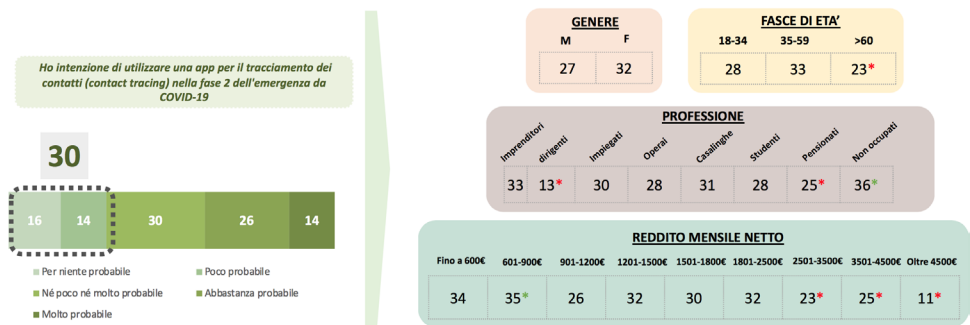 Ho intenzione di utilizzare una app per il tracciamento dei
contatti (contact tracing) nella fase 2 dell'emergenza da
COVID-19
30
16 14 30 26 14
Per niente probabile Poco probabile
Né poco né molto probabile Abbastanza probabile
Molto probabile
GENERE
M F
27 32
FASCE DI ETA'
18-34 35-59 >60
28 33 23*
PROFESSIONE
Imprenditori dirigenti Impiegati Operai Casalinghe Studenti Pensionati Non occupati
33 13* 30 28 31 28 25* 36*
REDDITO MENSILE NETTO
Fino a 600€ 601-900€ 901-1200€ 1201-1500€ 1501-1800€ 1801-2500€ 2501-3500€ 3501-4500€ Oltre 4500€
34 35* 26 32 30 32 23* 25* 11*